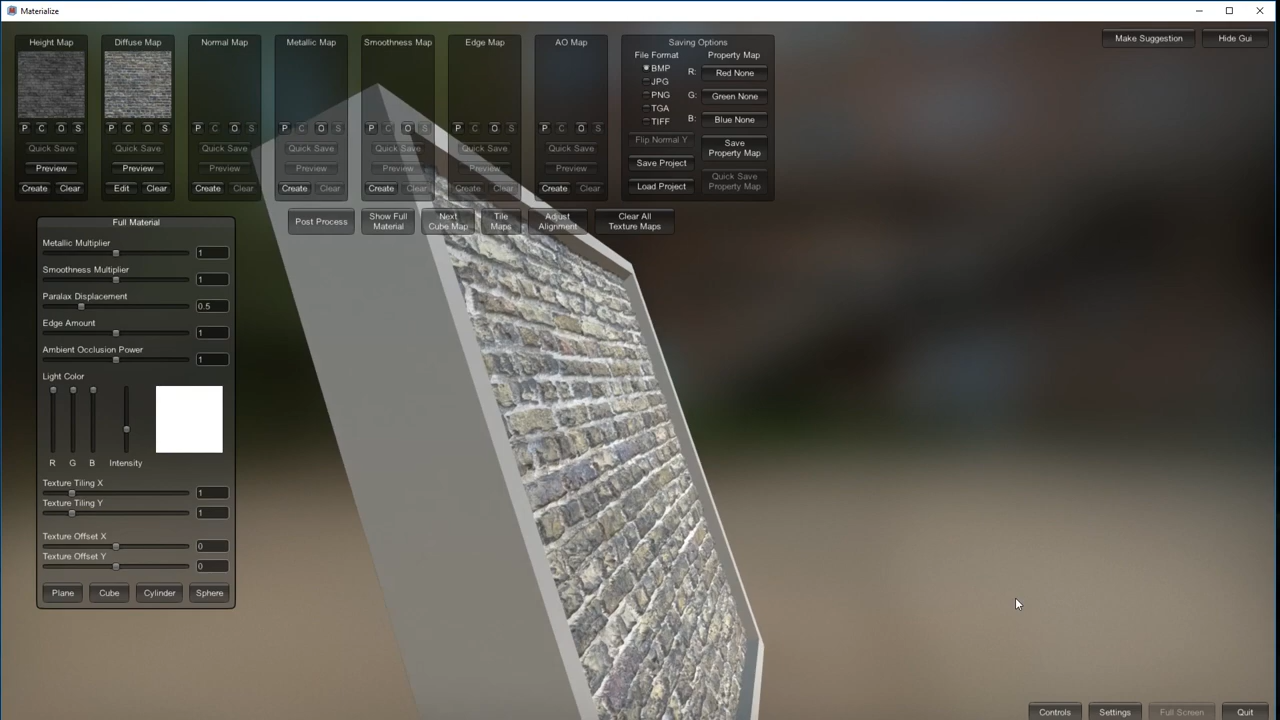 Materialize
Height Map
Diffuse Map
Normal Map
Metallic Map
Smoothness Map
Edge Map
AO Map
P C O S
P C O S
P C O S
P C O S
P C O S
P C O S
P C O S
Quick Save
Quick Save
Quick Save
Quick Save
Quick Save
Quick Save
Quick Save
Preview
Preview
Preview
Preview
Preview
Preview
Preview
Create Clear
Edit Clear
Create Clear
Create Clear
Create Clear
Create Clear
Create Clear
Saving Options
File Format
Property Map
BMP
JPG
PNG
TGA
TIFF
R: Red None
G: Green None
B: Blue None
Flip Normal Y
Save Project
Load Project
Save
Property Map
Quick Save
Property Map
Make Suggestion
Hide Gui
Post Process
Show Full
Material
Next
Cube Map
Tile
Maps
Adjust
Alignment
Clear All
Texture Maps
Full Material
Metallic Multiplier
1
Smoothness Multiplier
1
Paralax Displacement
0.5
Edge Amount
1
Ambient Occlusion Power
1
Light Color
R G B Intensity
Texture Tiling X
1
Texture Tiling Y
1
Texture Offset X
0
Texture Offset Y
0
Plane Cube Cylinder Sphere
Controls Settings Full Screen Quit